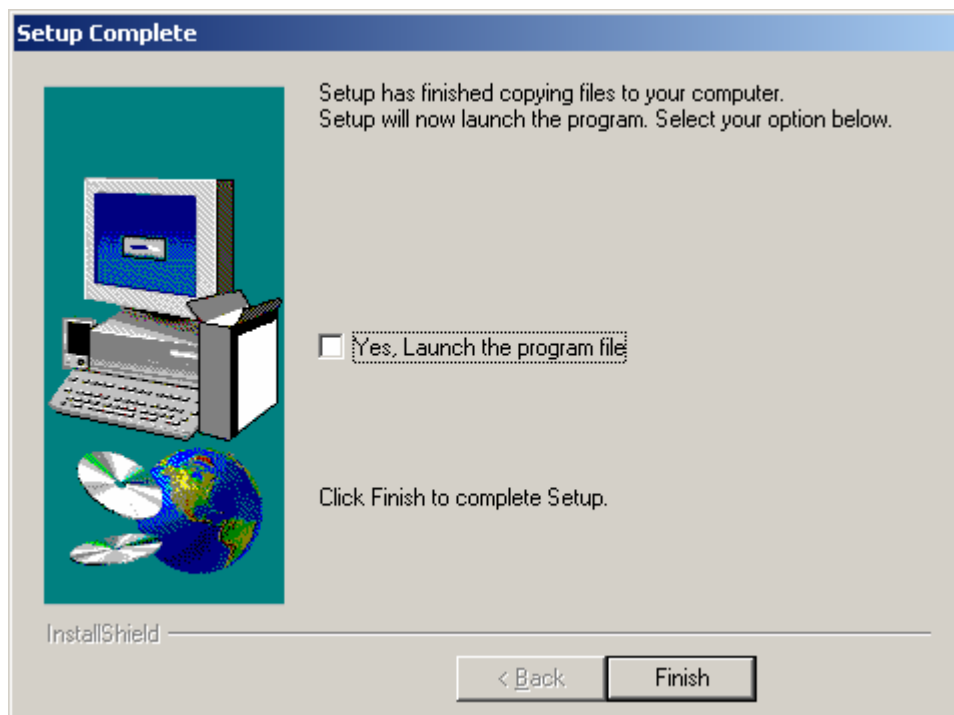 Setup Complete
Setup has finished copying files to your computer.
Setup will now launch the program. Select your option below.
Yes, Launch the program file
Click Finish to complete Setup.
InstallShield
< Back
Finish